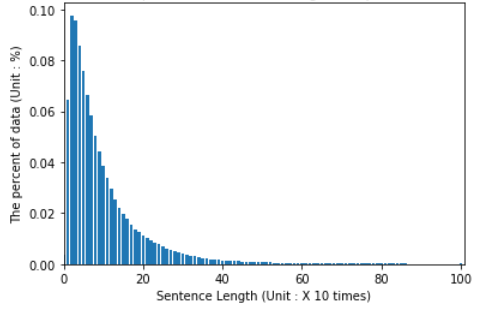 0.10
0.08
0.06
0.04
0.02
0.00
The percent of data (Unit : %)
0 20 40 60 80 100
Sentence Length (Unit : X 10 times)